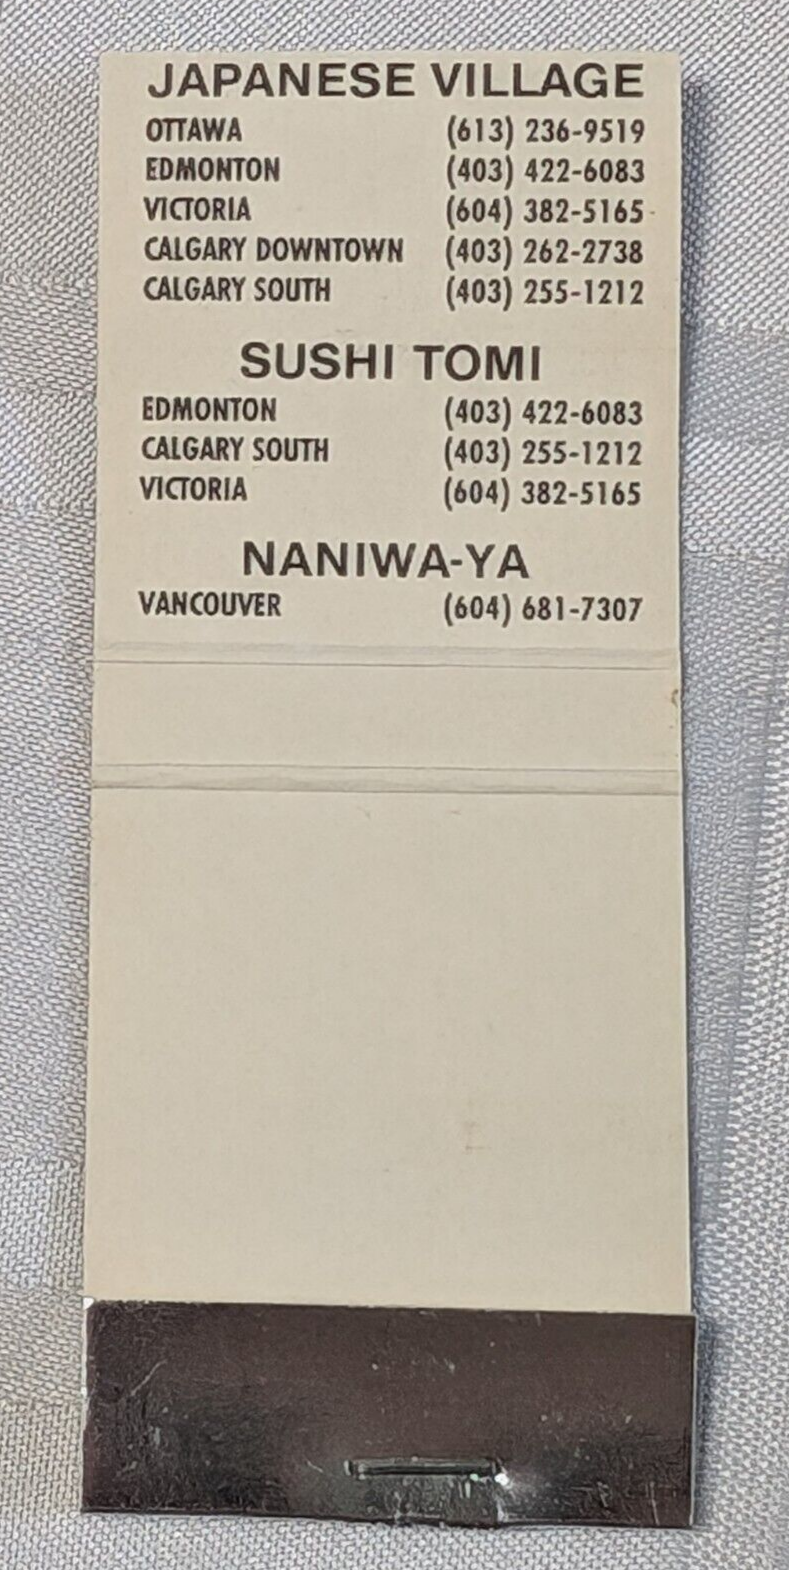 JAPANESE VILLAGE
OTTAWA (613) 236-9519
EDMONTON (403) 422-6083
VICTORIA (604) 382-5165
CALGARY DOWNTOWN (403) 262-2738
CALGARY SOUTH (403) 255-1212
SUSHI TOMI
EDMONTON (403) 422-6083
CALGARY SOUTH (403) 255-1212
VICTORIA (604) 382-5165
NANIWA-YA
VANCOUVER (604) 681-7307